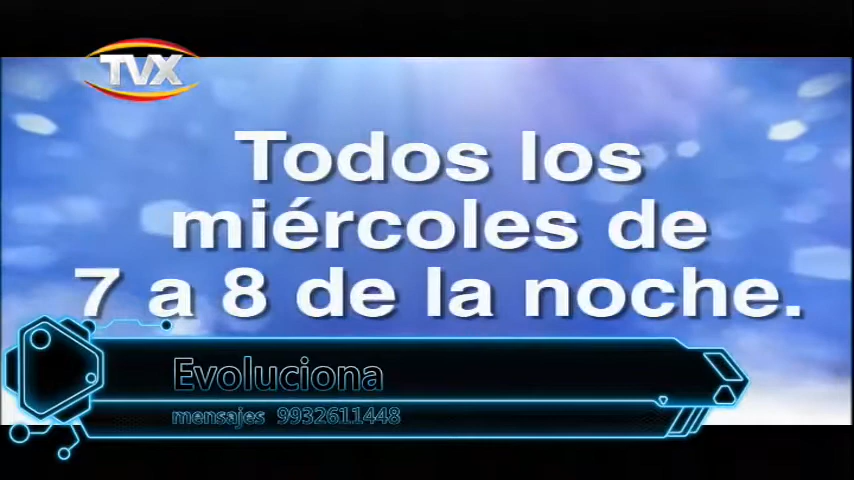 TVX
Todos los
miércoles de
7 a 8 de la noche.
Evoluciona
mensajes 9932611448